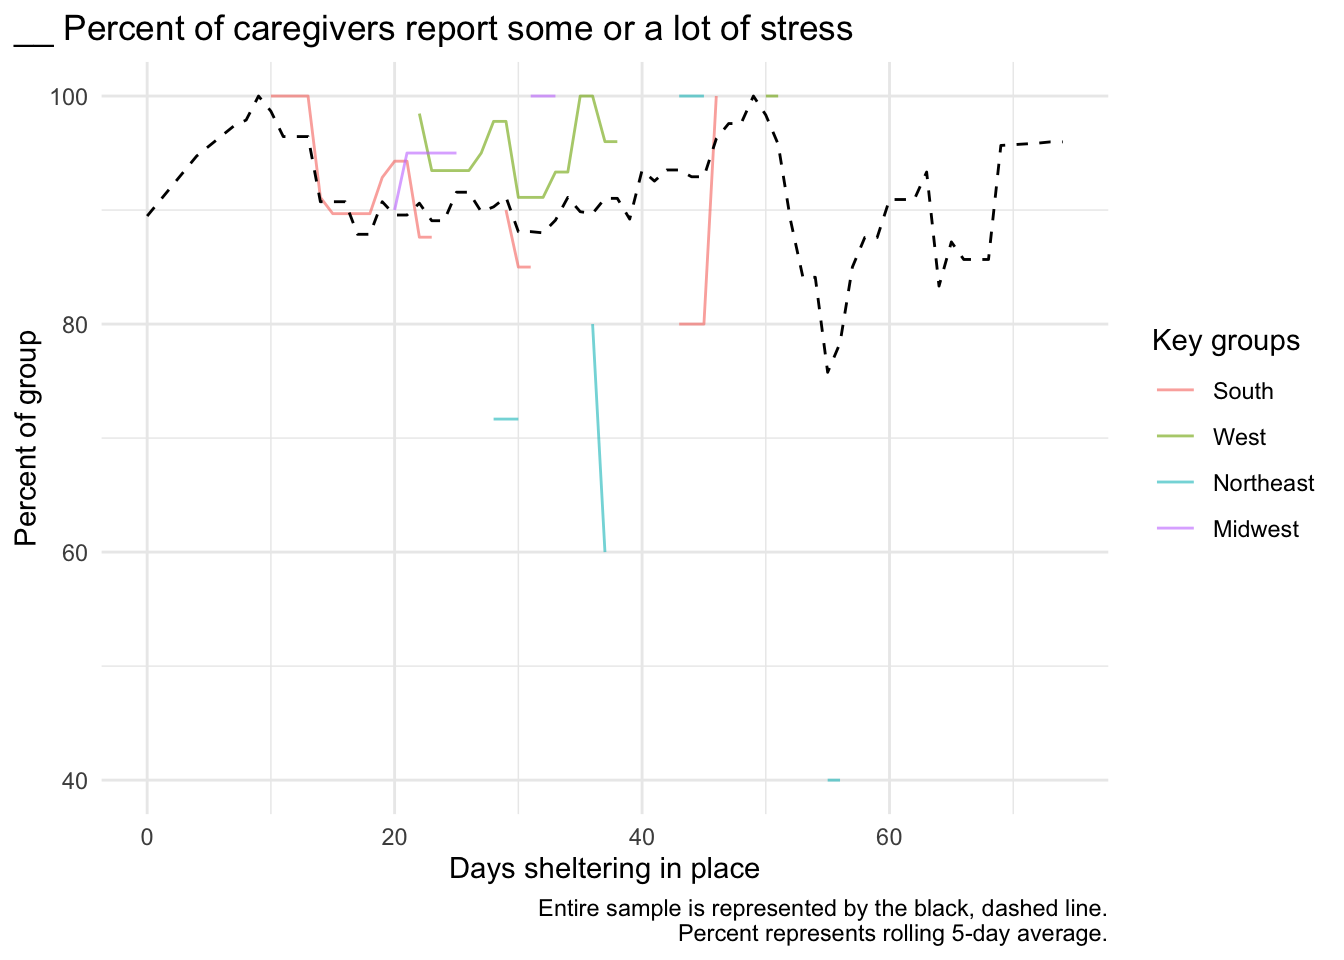 __ Percent of caregivers report some or a lot of stress
Percent of group
100
80
60
40
0 20 40 60
Days sheltering in place
Key groups
South
West
Northeast
Midwest
Entire sample is represented by the black, dashed line.
Percent represents rolling 5-day average.